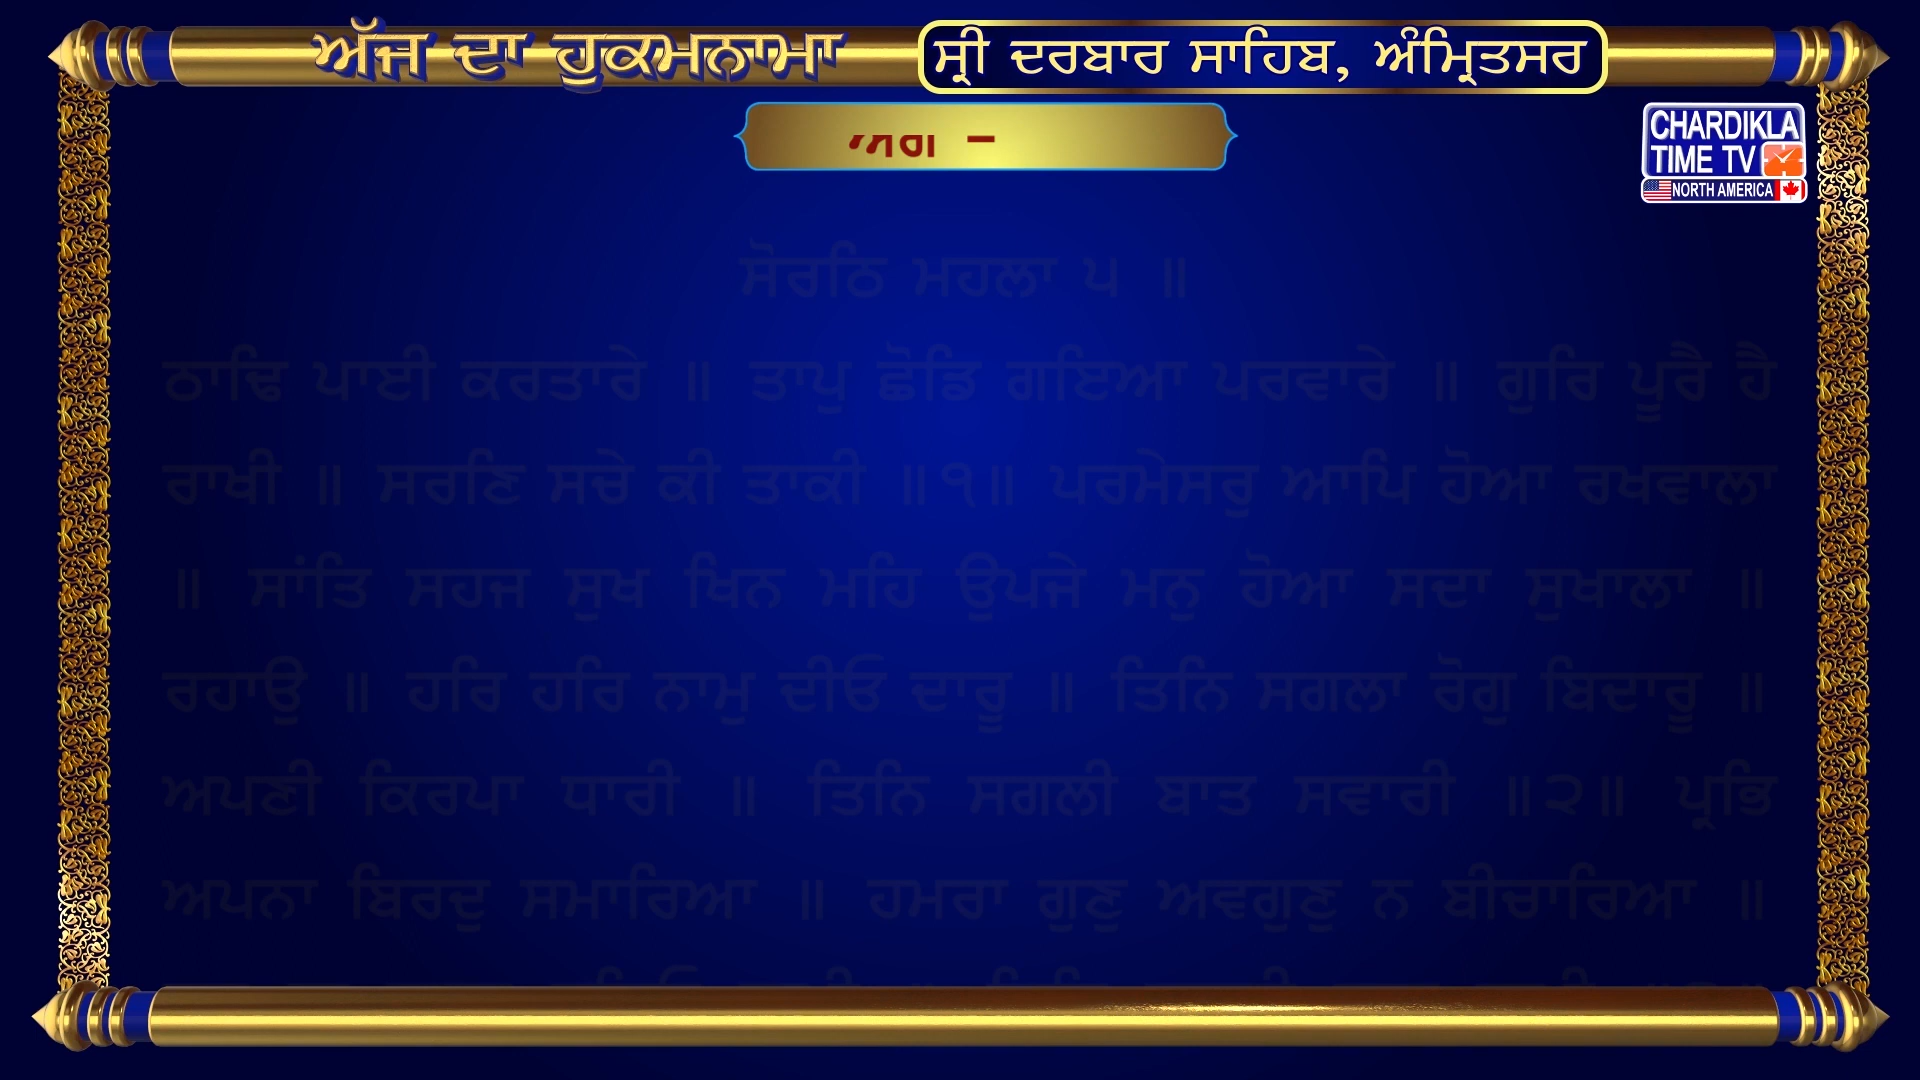 ਅੱਜ ਦਾ ਹੁਕਮਨਾਮਾ ਸ੍ਰੀ ਦਰਬਾਰ ਸਾਹਿਬ, ਅੰਮ੍ਰਿਤਸਰ
CHARDIKLA
TIME TV
NORTH AMERICA
ਸੋਰਠਿ ਮਹਲਾ ੫ ॥
ਠਾਢਿ ਪਾਈ ਕਰਤਾਰੇ ॥ ਤਾਪੁ ਛੋਡਿ ਗਇਆ ਪਰਵਾਰੇ ॥ ਗੁਰਿ ਪੂਰੈ ਹੈ
ਰਾਖੀ ॥ ਸਰਣਿ ਸਚੇ ਕੀ ਤਾਕੀ ॥੧॥ ਪਰਮੇਸਰੁ ਆਪਿ ਹੋਆ ਰਖਵਾਲਾ
॥ ਸਾਂਤਿ ਸਹਜ ਸੁਖ ਖਿਨ ਮਹਿ ਉਪਜੇ ਮਨੁ ਹੋਆ ਸਦਾ ਸੁਖਾਲਾ ॥
ਰਹਾਉ ॥ ਹਰਿ ਹਰਿ ਨਾਮੁ ਦੀਓ ਦਾਰੂ ॥ ਤਿਨਿ ਸਗਲਾ ਰੋਗੁ ਬਿਦਾਰੂ ॥
ਅਪਣੀ ਕਿਰਪਾ ਧਾਰੀ ॥ ਤਿਨਿ ਸਗਲੀ ਬਾਤ ਸਵਾਰੀ ॥੨॥ ਪ੍ਰਭਿ
ਅਪਨਾ ਬਿਰਦੁ ਸਮਾਰਿਆ ॥ ਹਮਰਾ ਗੁਣੁ ਅਵਗੁਣੁ ਨ ਬੀਚਾਰਿਆ ॥